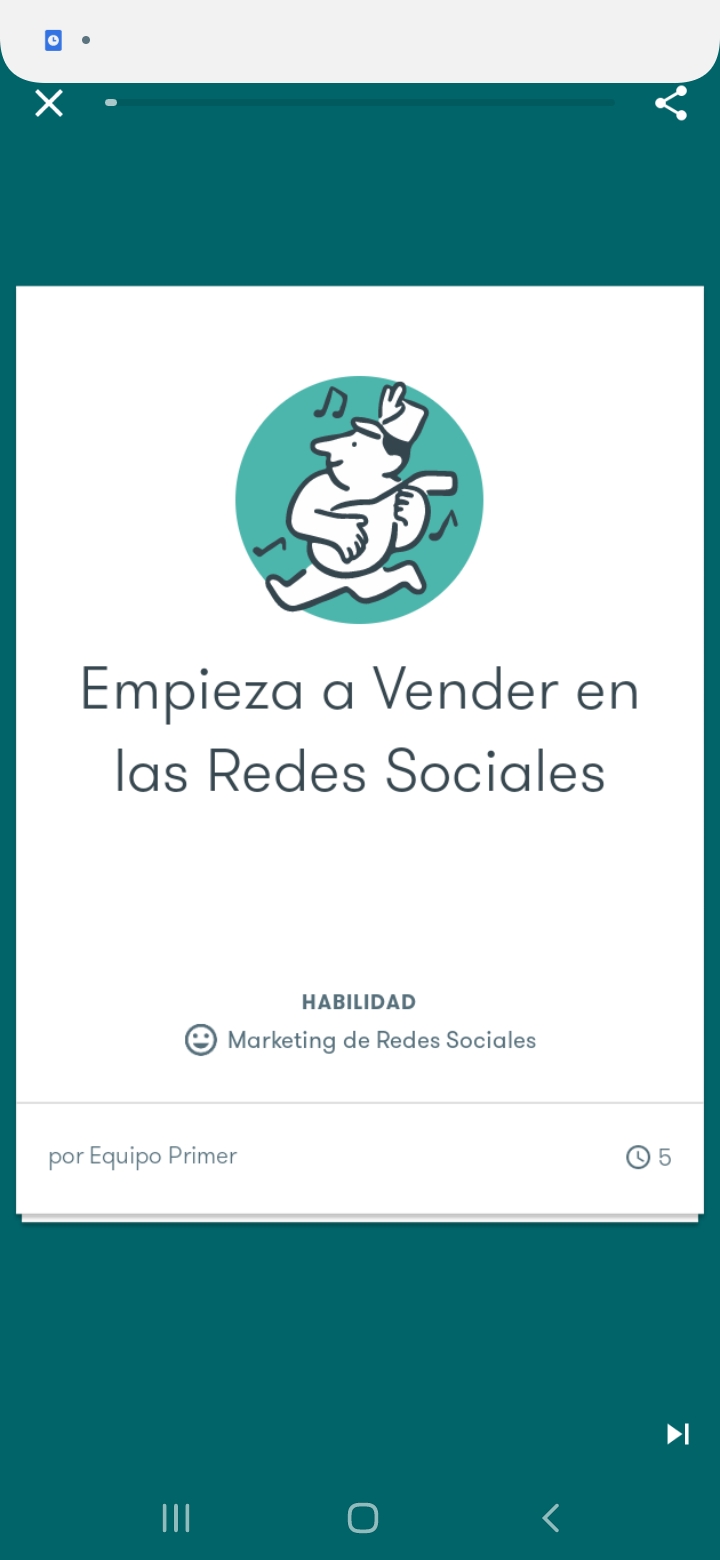 Empieza a Vender en
las Redes Sociales
HABILIDAD
Marketing de Redes Sociales
por Equipo Primer
5